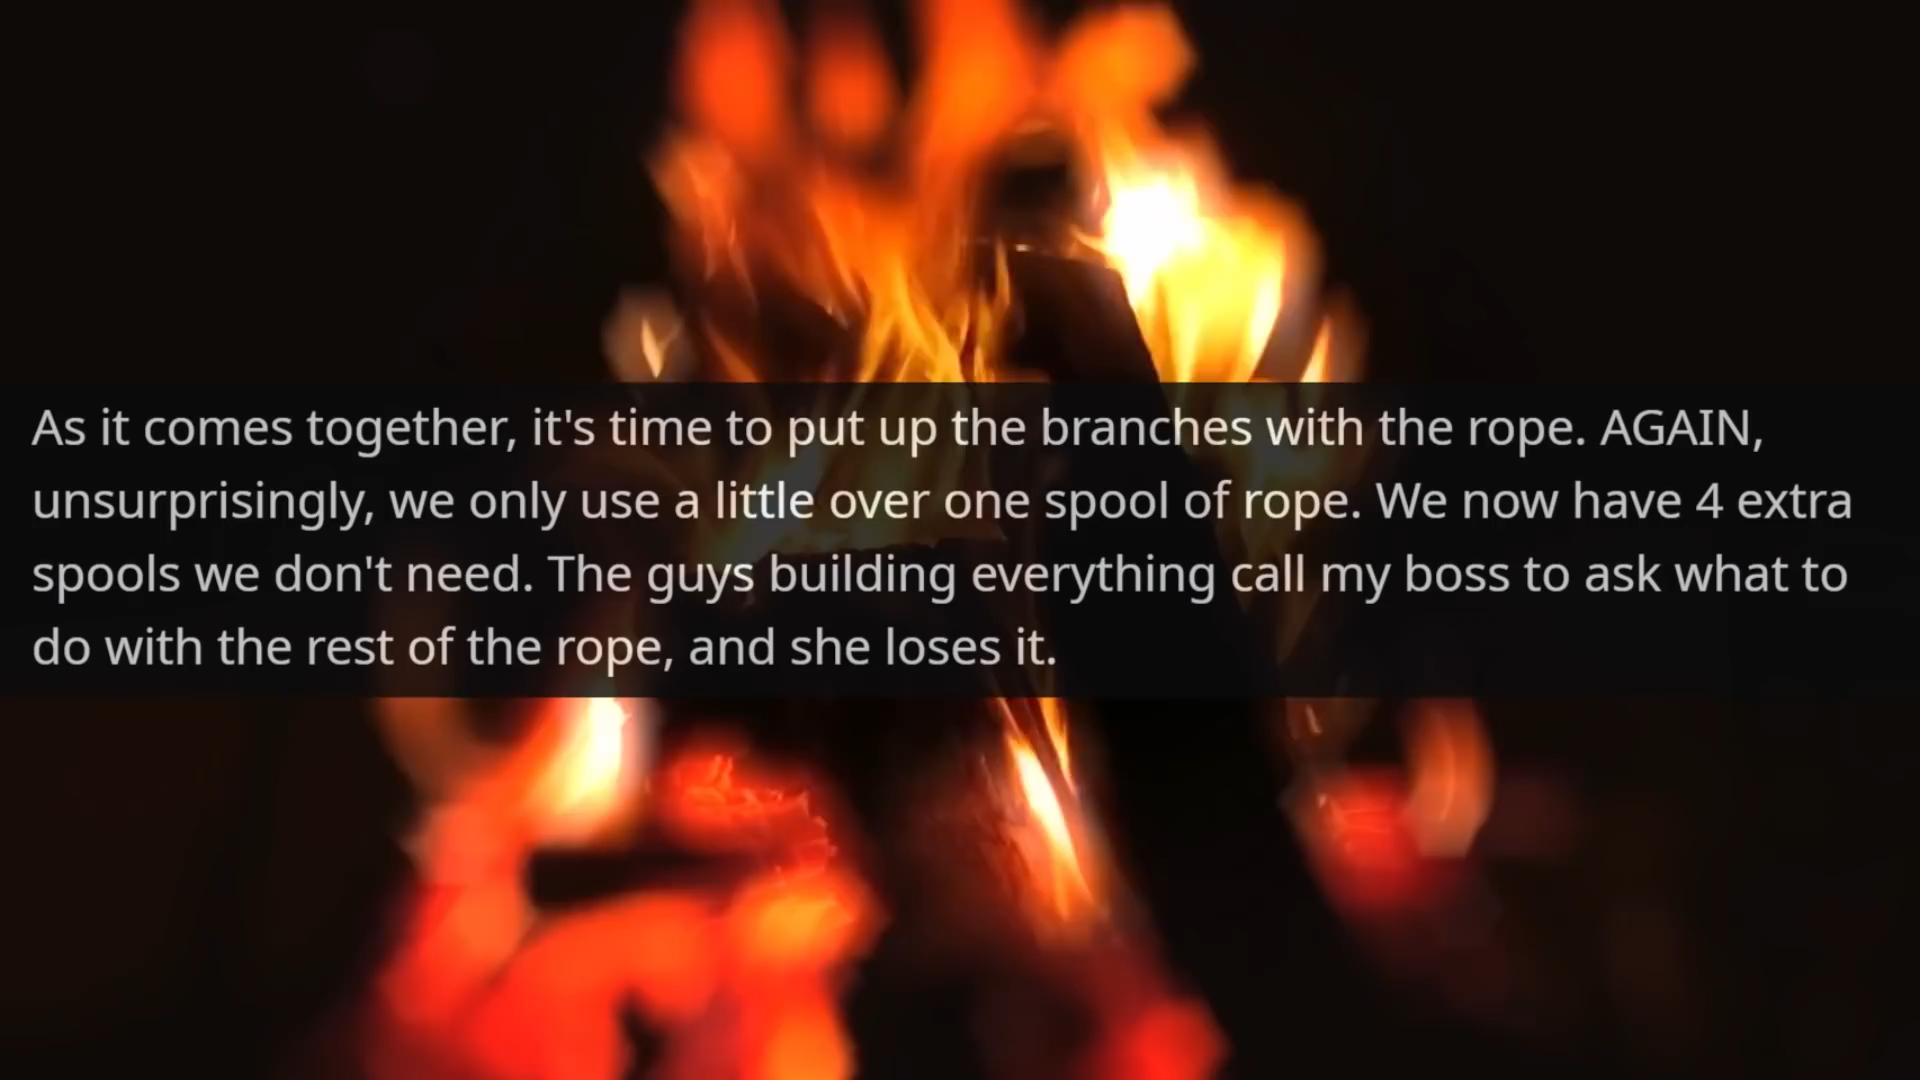 As it comes together, it's time to put up the branches with the rope. AGAIN,
unsurprisingly, we only use a little over one spool of rope. We now have 4 extra
spools we don't need. The guys building everything call my boss to ask what to
do with the rest of the rope, and she loses it.